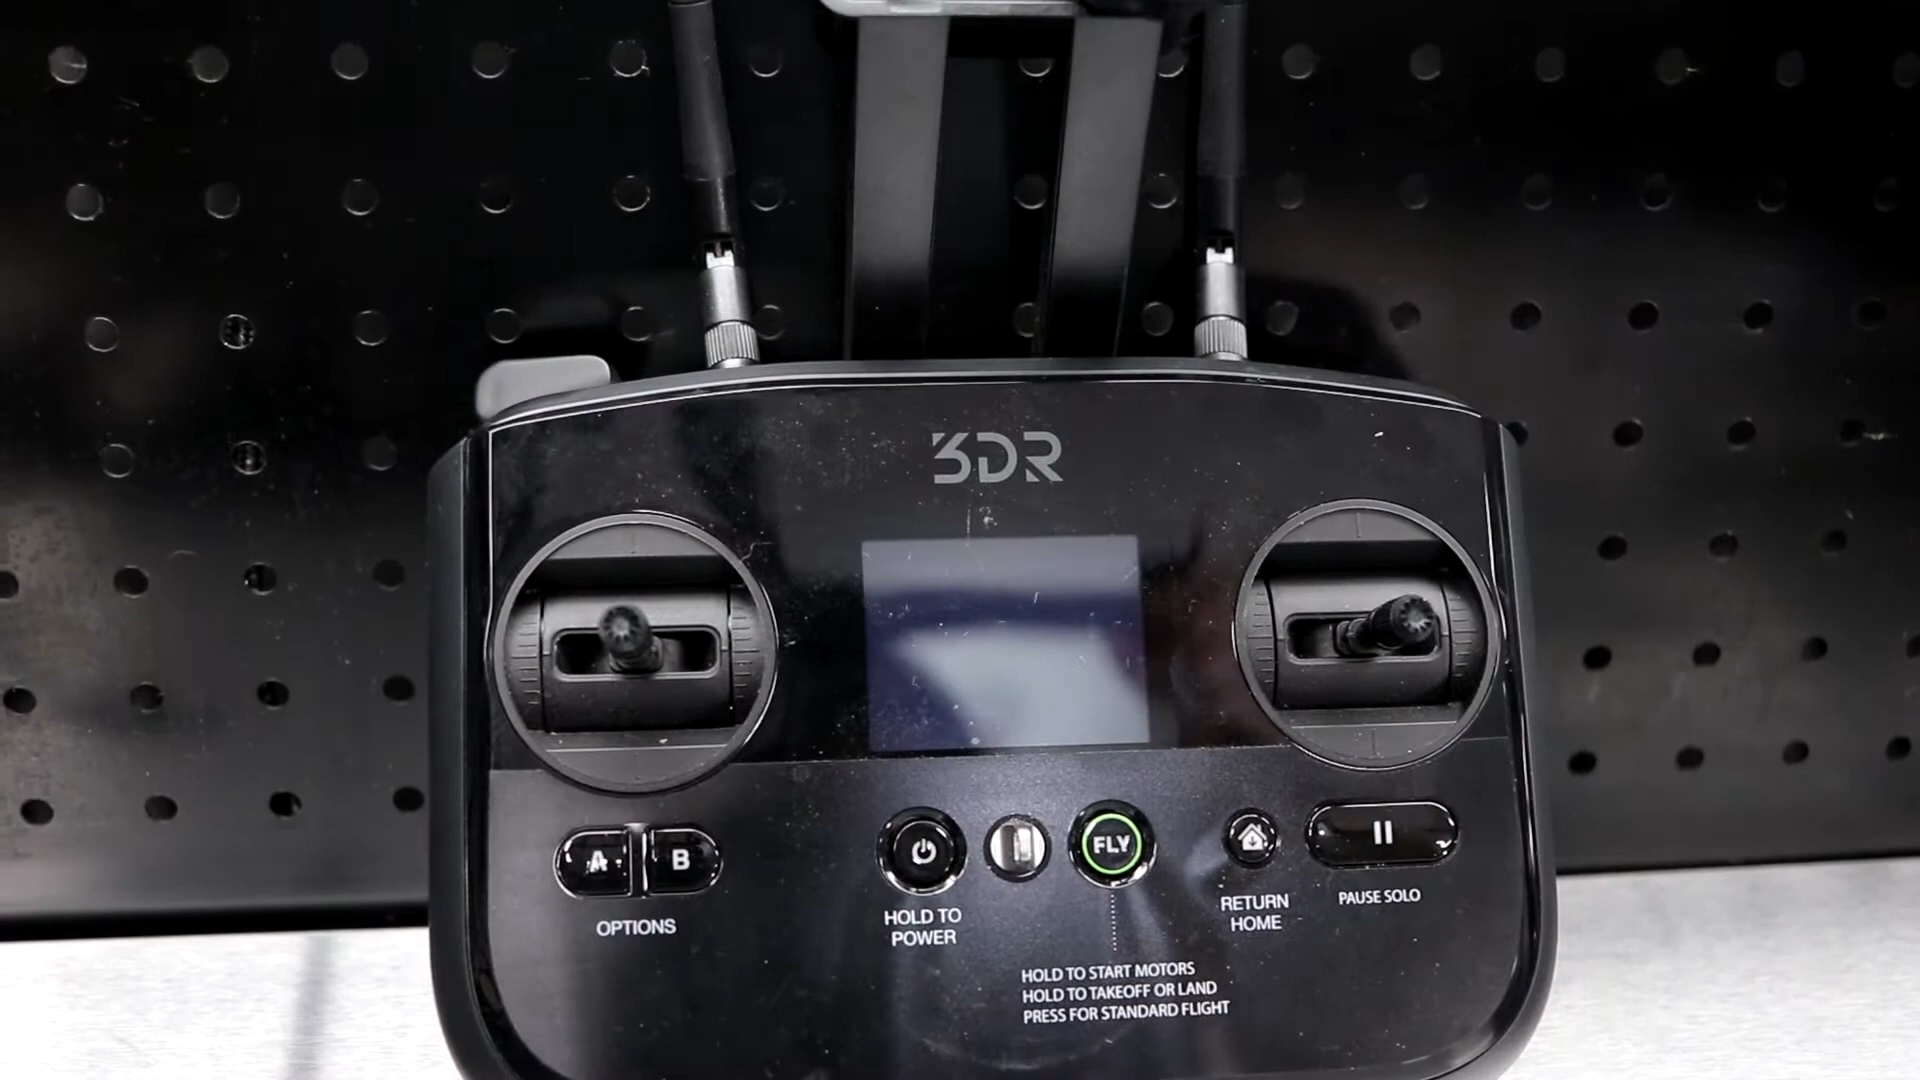 3DR
A B
FLY
OPTIONS
HOLD TO
POWER
RETURN
HOME
PAUSE SOLO
HOLD TO START MOTORS
HOLD TO TAKEOFF OR LAND
PRESS FOR STANDARD FLIGHT